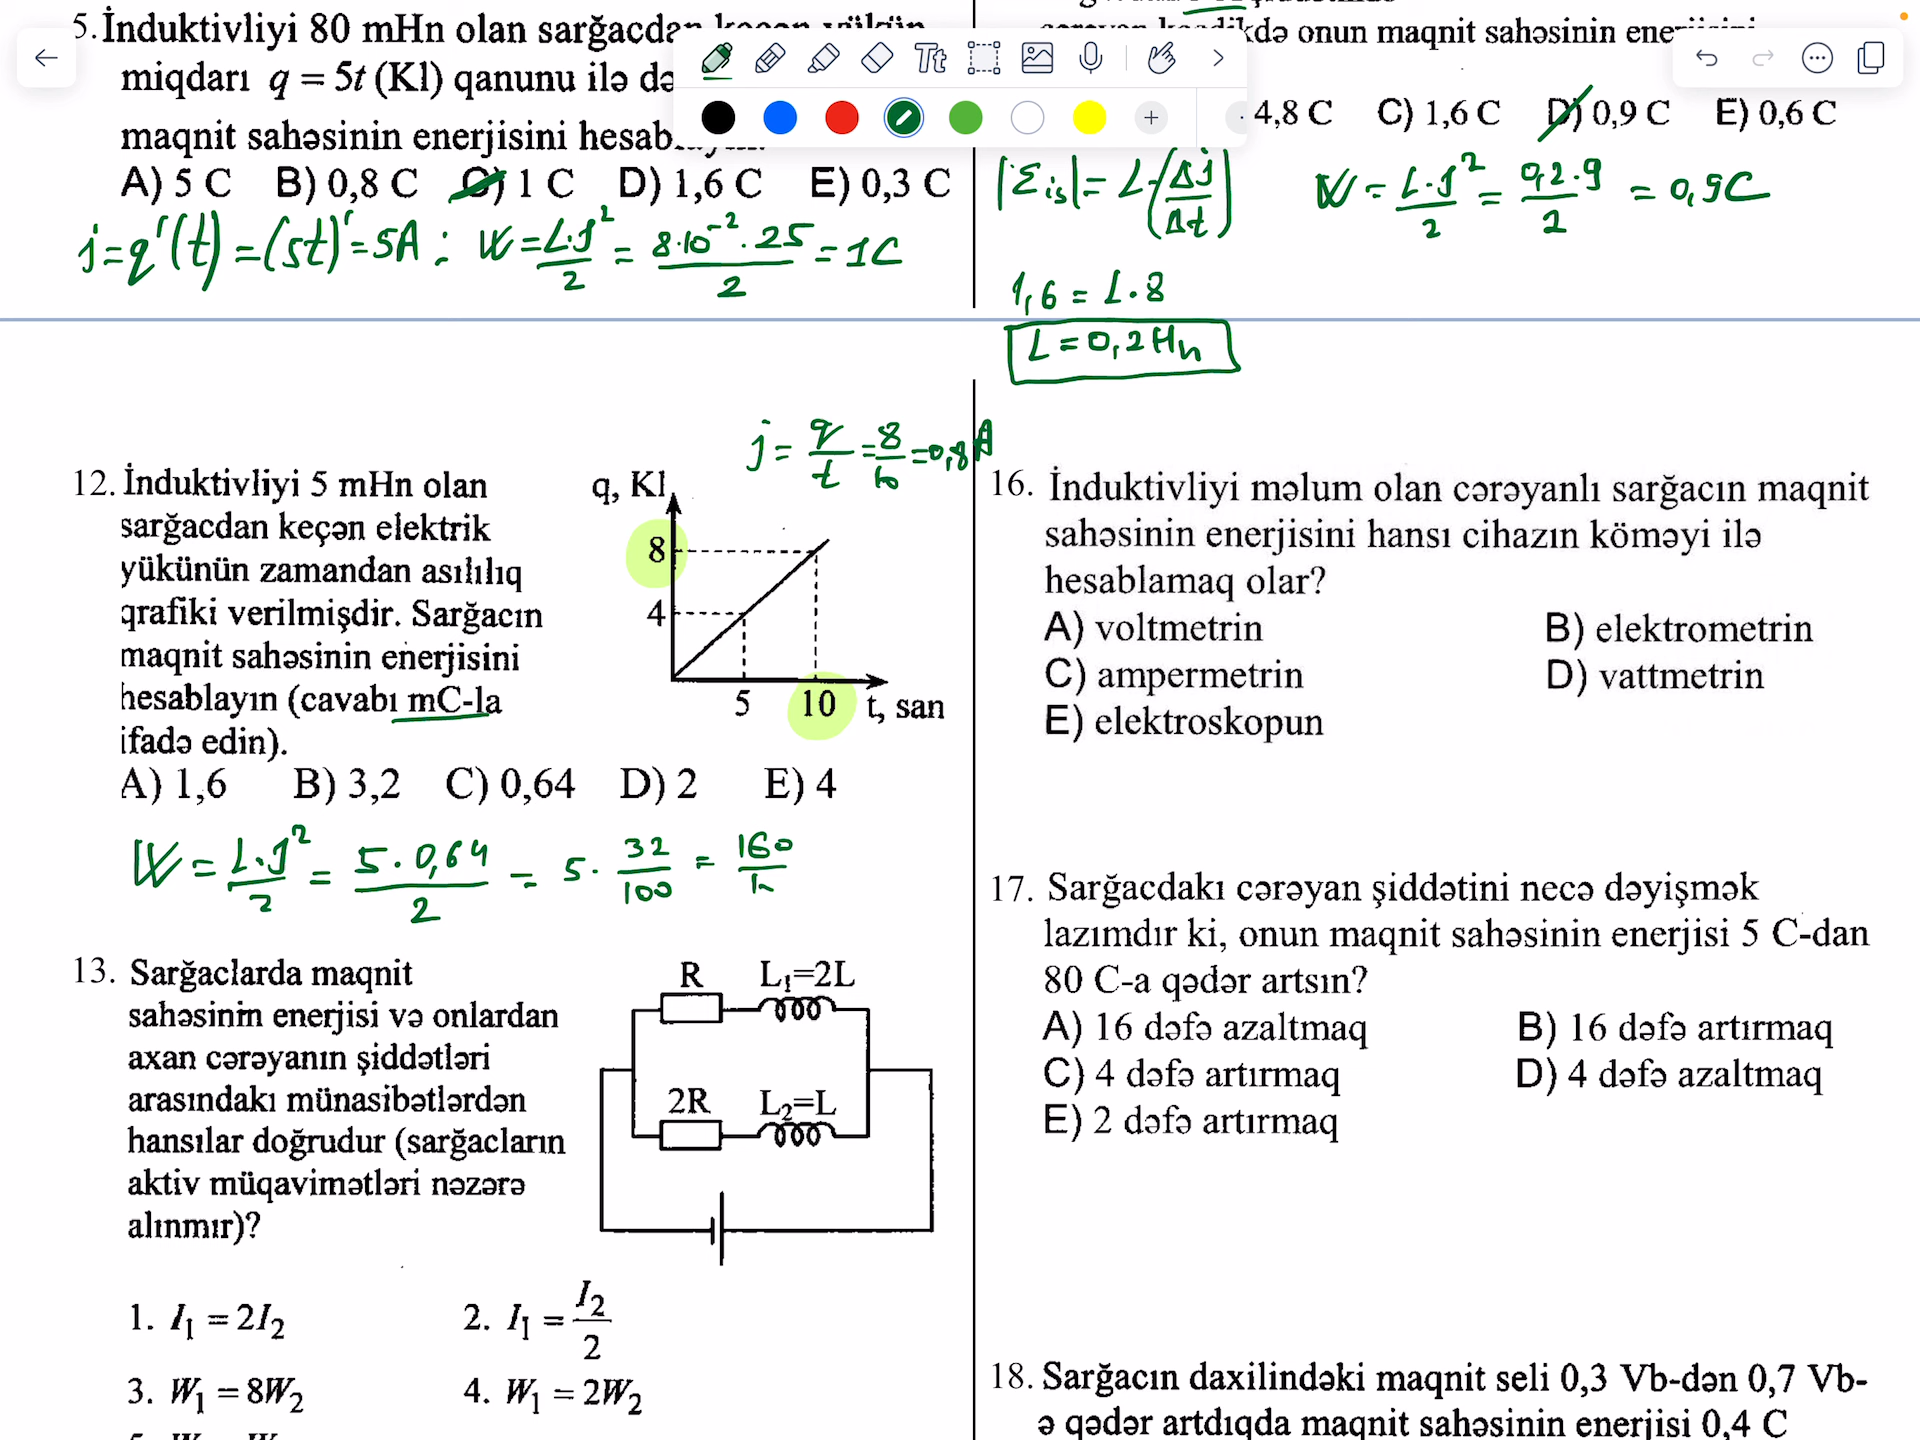 5. İnduktivliyi 80 mHn olan sarğacdan keçən yükün
miqdarı q = 5t (Kl) qanunu ilə də
maqnit sahəsinin enerjisini hesab
A) 5 C B) 0,8 C C) 1 C D) 1,6 C E) 0,3 C
j = q'(t) = (5t)' = 5A : W = L·J² / 2 = 8·10⁻²·25 / 2 = 1C
12. İnduktivliyi 5 mHn olan
sarğacdan keçən elektrik
yükünün zamandan asılılıq
qrafiki verilmişdir. Sarğacın
maqnit sahəsinin enerjisini
hesablayın (cavabı mC-la
ifadə edin).
j = q / t = 8 / 10 = 0,8 A
q, Kl
8
4
5 10 t, san
A) 1,6 B) 3,2 C) 0,64 D) 2 E) 4
W = L·J² / 2 = 5·0,64 / 2 = 5· 32 / 100 = 160
13. Sarğaclarda maqnit
sahəsinin enerjisi və onlardan
axan cərəyanın şiddətləri
arasındakı münasibətlərdən
hansılar doğrudur (sarğacların
aktiv müqavimətləri nəzərə
alınmır)?
R L₁=2L
2R L₂=L
1. I₁ = 2I₂ 2. I₁ = I₂ / 2
3. W₁ = 8W₂ 4. W₁ = 2W₂
kdə onun maqnit sahəsinin enerjisini
Tt
4,8 C C) 1,6 C D) 0,9 C E) 0,6 C
|Ɛis| = L·|Δj / Δt| W = L·J² / 2 = 0,2·9 / 2 = 0,9C
1,6 = L·8
L = 0,2Hn
16. İnduktivliyi məlum olan cərəyanlı sarğacın maqnit
sahəsinin enerjisini hansı cihazın köməyi ilə
hesablamaq olar?
A) voltmetrin B) elektrometrin
C) ampermetrin D) vattmetrin
E) elektroskopun
17. Sarğacdakı cərəyan şiddətini necə dəyişmək
lazımdır ki, onun maqnit sahəsinin enerjisi 5 C-dan
80 C-a qədər artsın?
A) 16 dəfə azaltmaq B) 16 dəfə artırmaq
C) 4 dəfə artırmaq D) 4 dəfə azaltmaq
E) 2 dəfə artırmaq
18. Sarğacın daxilindəki maqnit seli 0,3 Vb-dən 0,7 Vb-
ə qədər artdıqda maqnit sahəsinin enerjisi 0,4 C